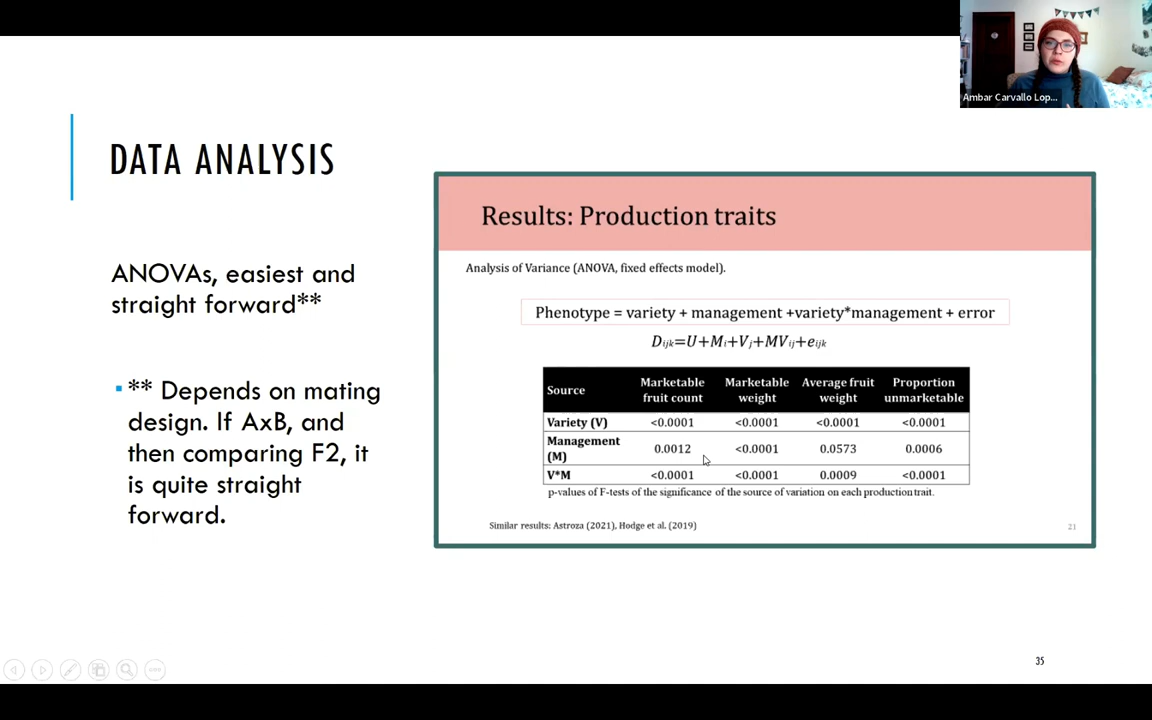 Ambar Carvallo Lop...
DATA ANALYSIS
ANOVAs, easiest and
straight forward**
** Depends on mating
design. If AxB, and
then comparing F2, it
is quite straight
forward.
Results: Production traits
Analysis of Variance (ANOVA, fixed effects model).
Phenotype = variety + management +variety*management + error
Dijk=U+Mi+Vj+MVij+eijk
Source Marketable fruit count Marketable weight Average fruit weight Proportion unmarketable
Variety (V) <0.0001 <0.0001 <0.0001 <0.0001
Management (M) 0.0012 <0.0001 0.0573 0.0006
V*M <0.0001 <0.0001 0.0009 <0.0001
p-values of F-tests of the significance of the source of variation on each production trait.
Similar results: Astroza (2021), Hodge et al. (2019)
21
35